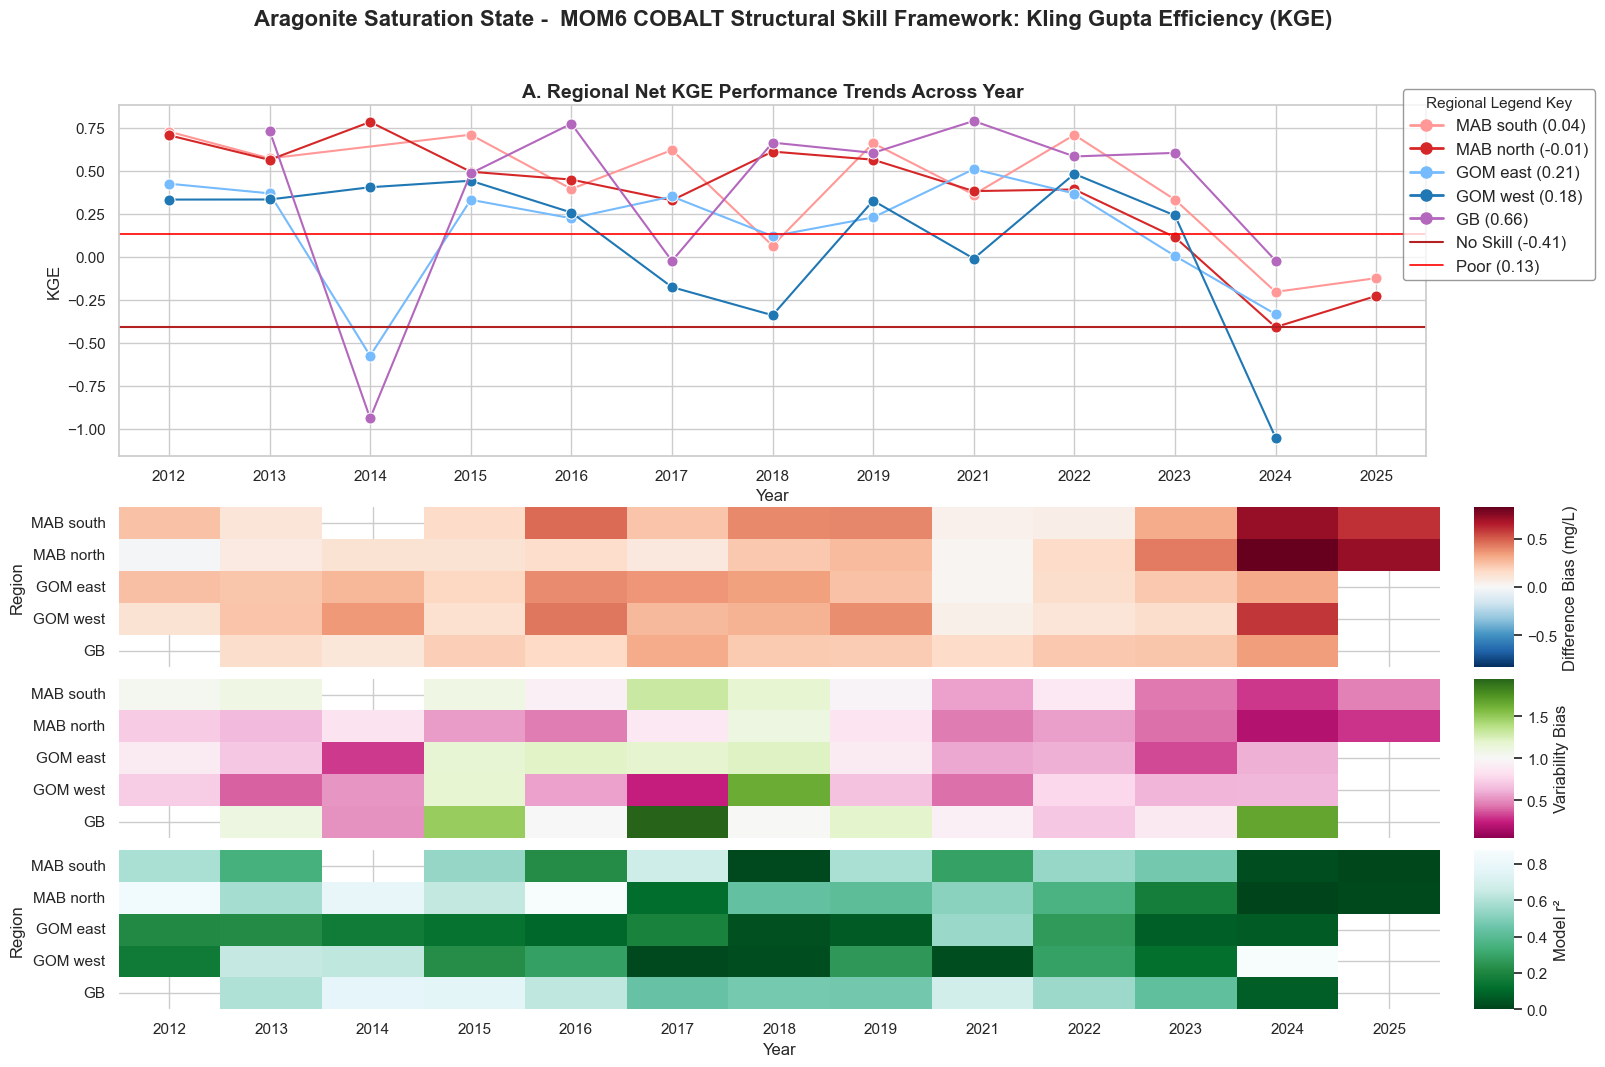 Aragonite Saturation State -  MOM6 COBALT Structural Skill Framework: Kling Gupta Efficiency (KGE)
A. Regional Net KGE Performance Trends Across Year
KGE
0.75
0.50
0.25
0.00
−0.25
−0.50
−0.75
−1.00
2012 2013 2014 2015 2016 2017 2018 2019 2021 2022 2023 2024 2025
Year
Regional Legend Key
MAB south (0.04)
MAB north (-0.01)
GOM east (0.21)
GOM west (0.18)
GB (0.66)
No Skill (-0.41)
Poor (0.13)
Region
MAB south
MAB north
GOM east
GOM west
GB
0.5
0.0
−0.5
Difference Bias (mg/L)
MAB south
MAB north
GOM east
GOM west
GB
1.5
1.0
0.5
Variability Bias
Region
MAB south
MAB north
GOM east
GOM west
GB
0.8
0.6
0.4
0.2
0.0
Model r²
2012 2013 2014 2015 2016 2017 2018 2019 2021 2022 2023 2024 2025
Year